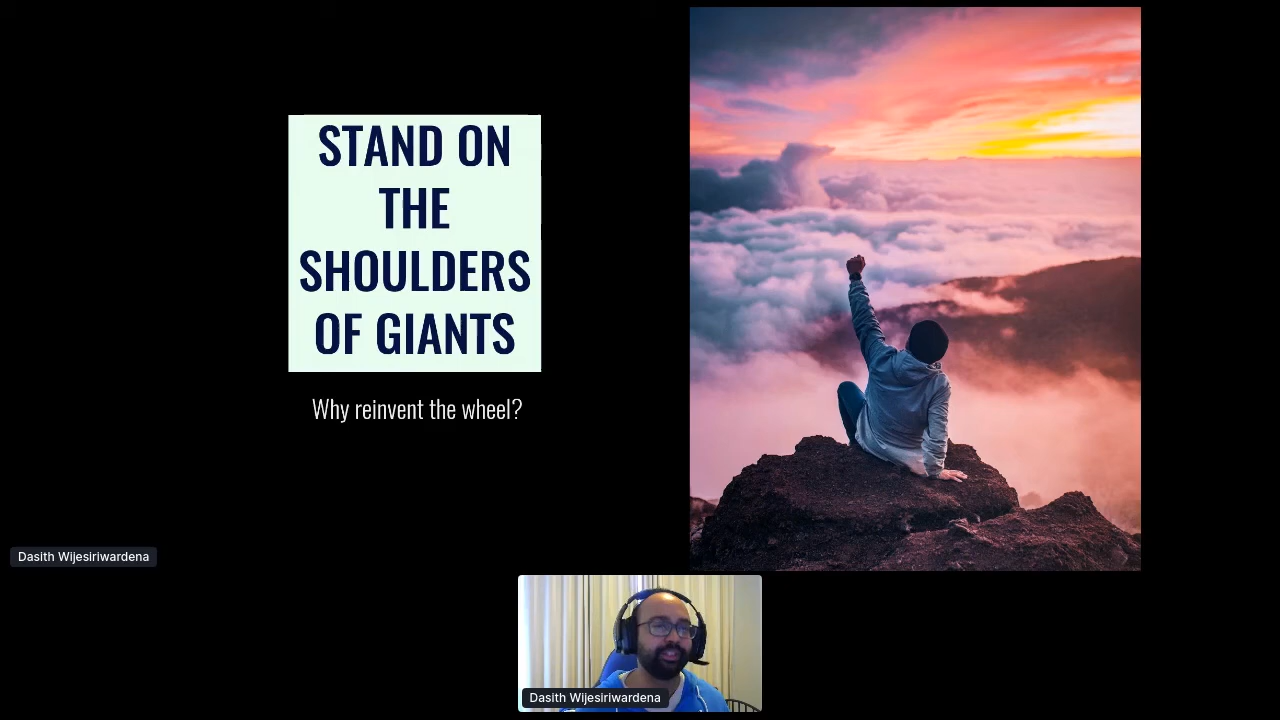 STAND ON
THE
SHOULDERS
OF GIANTS
Why reinvent the wheel?
Dasith Wijesiriwardena
Dasith Wijesiriwardena